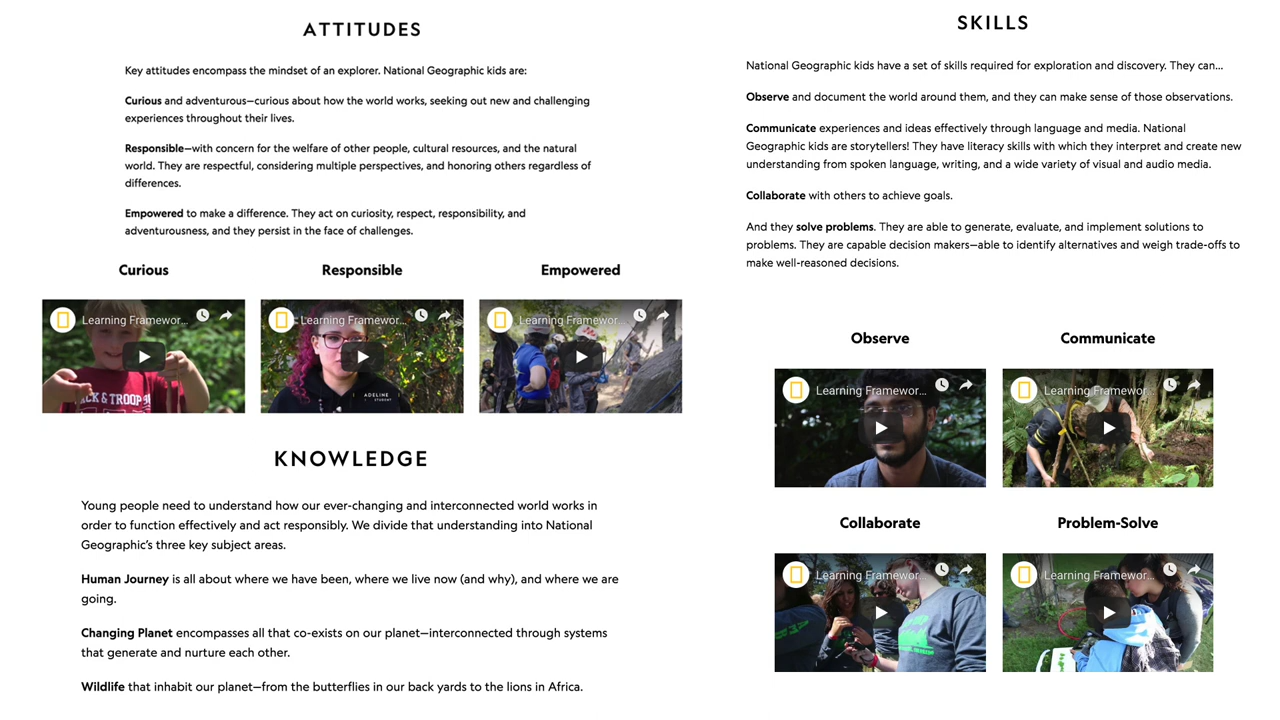 ATTITUDES
Key attitudes encompass the mindset of an explorer. National Geographic kids are:
Curious and adventurous—curious about how the world works, seeking out new and challenging
experiences throughout their lives.
Responsible—with concern for the welfare of other people, cultural resources, and the natural
world. They are respectful, considering multiple perspectives, and honoring others regardless of
differences.
Empowered to make a difference. They act on curiosity, respect, responsibility, and
adventurousness, and they persist in the face of challenges.
Curious
Responsible
Empowered
Learning Framewor...
Learning Framewor...
Learning Framewor...
CK & TROOP
ADELINE
STUDENT
KNOWLEDGE
Young people need to understand how our ever-changing and interconnected world works in
order to function effectively and act responsibly. We divide that understanding into National
Geographic's three key subject areas.
Human Journey is all about where we have been, where we live now (and why), and where we are
going.
Changing Planet encompasses all that co-exists on our planet—interconnected through systems
that generate and nurture each other.
Wildlife that inhabit our planet—from the butterflies in our back yards to the lions in Africa.
SKILLS
National Geographic kids have a set of skills required for exploration and discovery. They can...
Observe and document the world around them, and they can make sense of those observations.
Communicate experiences and ideas effectively through language and media. National
Geographic kids are storytellers! They have literacy skills with which they interpret and create new
understanding from spoken language, writing, and a wide variety of visual and audio media.
Collaborate with others to achieve goals.
And they solve problems. They are able to generate, evaluate, and implement solutions to
problems. They are capable decision makers—able to identify alternatives and weigh trade-offs to
make well-reasoned decisions.
Observe
Communicate
Learning Framewor...
Learning Framewor...
Collaborate
Problem-Solve
Learning Framewor...
Learning Framewor...